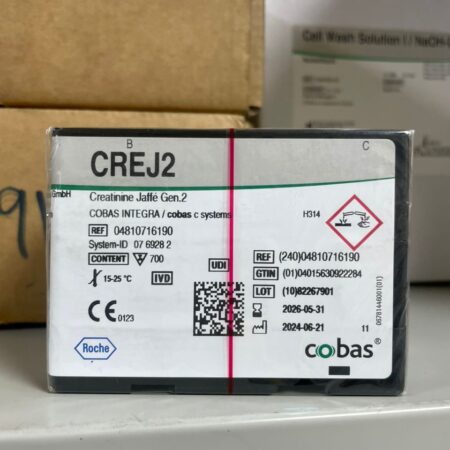 Cell Wash Solution I / NaOH-D
B
C
CREJ2
GmbH
Creatinine Jaffé Gen.2
COBAS INTEGRA / cobas c systems
H314
REF 04810716190
System-ID 07 6928 2
CONTENT 700
15-25 °C IVD
UDI
REF (240)04810716190
GTIN (01)04015630922284
LOT (10)82267901
2026-05-31
2024-06-21 11
CE 0123
Roche
cobas®
06781446001(01)